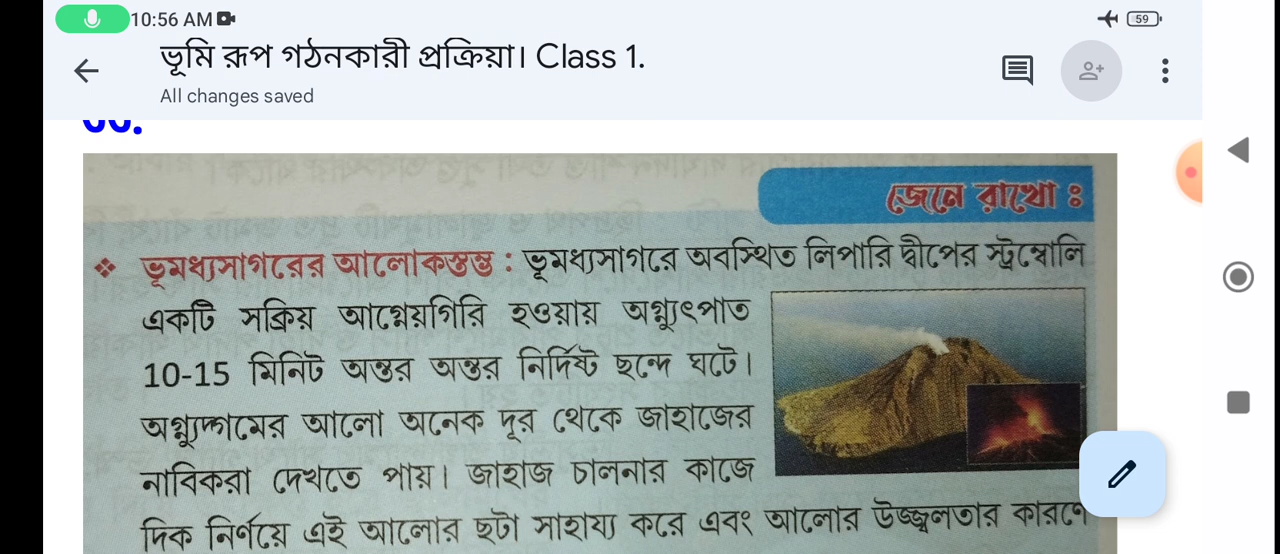 10:56 AM
59
ভূমি রূপ গঠনকারী প্রক্রিয়া। Class 1.
All changes saved
জেনে রাখো ঃ
❖ ভূমধ্যসাগরের আলোকস্তম্ভ : ভূমধ্যসাগরে অবস্থিত লিপারি দ্বীপের স্ট্রম্বোলি
একটি সক্রিয় আগ্নেয়গিরি হওয়ায় অগ্ন্যুৎপাত
10-15 মিনিট অন্তর অন্তর নির্দিষ্ট ছন্দে ঘটে।
অগ্ন্যুদ্গমের আলো অনেক দূর থেকে জাহাজের
নাবিকরা দেখতে পায়। জাহাজ চালনার কাজে
দিক নির্ণয়ে এই আলোর ছটা সাহায্য করে এবং আলোর উজ্জ্বলতার কারণে